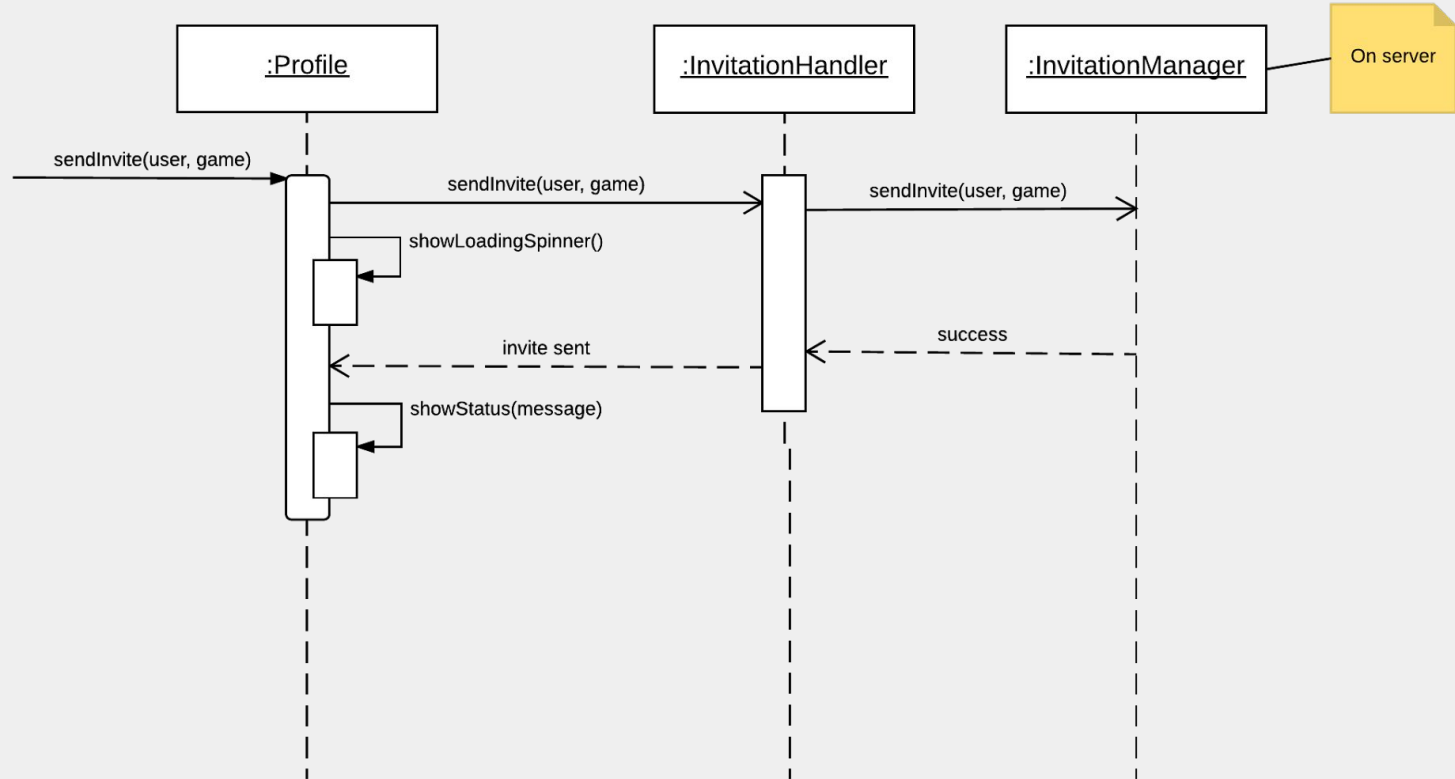 :Profile
:InvitationHandler
:InvitationManager
On server
sendInvite(user, game)
sendInvite(user, game)
sendInvite(user, game)
showLoadingSpinner()
success
invite sent
showStatus(message)